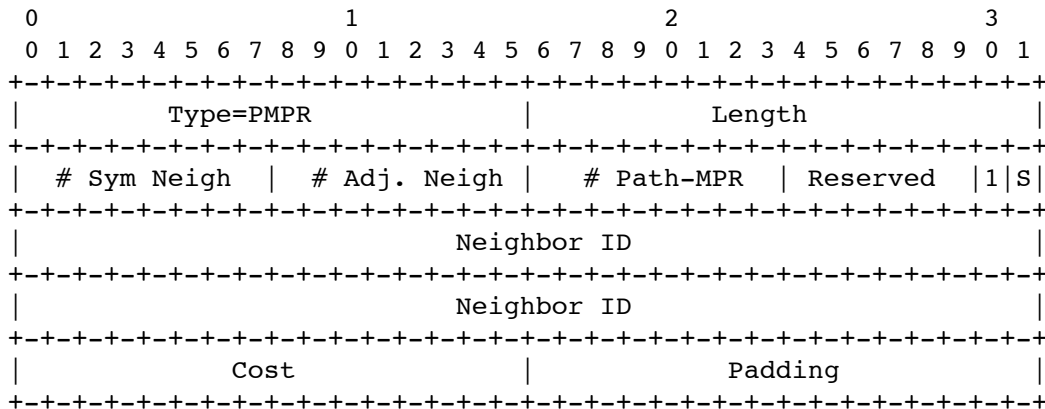 0                   1                   2                   3
 0 1 2 3 4 5 6 7 8 9 0 1 2 3 4 5 6 7 8 9 0 1 2 3 4 5 6 7 8 9 0 1
+-+-+-+-+-+-+-+-+-+-+-+-+-+-+-+-+-+-+-+-+-+-+-+-+-+-+-+-+-+-+-+-+
|         Type=PMPR             |           Length              |
+-+-+-+-+-+-+-+-+-+-+-+-+-+-+-+-+-+-+-+-+-+-+-+-+-+-+-+-+-+-+-+-+
|  # Sym Neigh  | # Adj. Neigh |   # Path-MPR  | Reserved  |1|S|
+-+-+-+-+-+-+-+-+-+-+-+-+-+-+-+-+-+-+-+-+-+-+-+-+-+-+-+-+-+-+-+-+
|                           Neighbor ID                         |
+-+-+-+-+-+-+-+-+-+-+-+-+-+-+-+-+-+-+-+-+-+-+-+-+-+-+-+-+-+-+-+-+
|                           Neighbor ID                         |
+-+-+-+-+-+-+-+-+-+-+-+-+-+-+-+-+-+-+-+-+-+-+-+-+-+-+-+-+-+-+-+-+
|             Cost              |            Padding            |
+-+-+-+-+-+-+-+-+-+-+-+-+-+-+-+-+-+-+-+-+-+-+-+-+-+-+-+-+-+-+-+-+